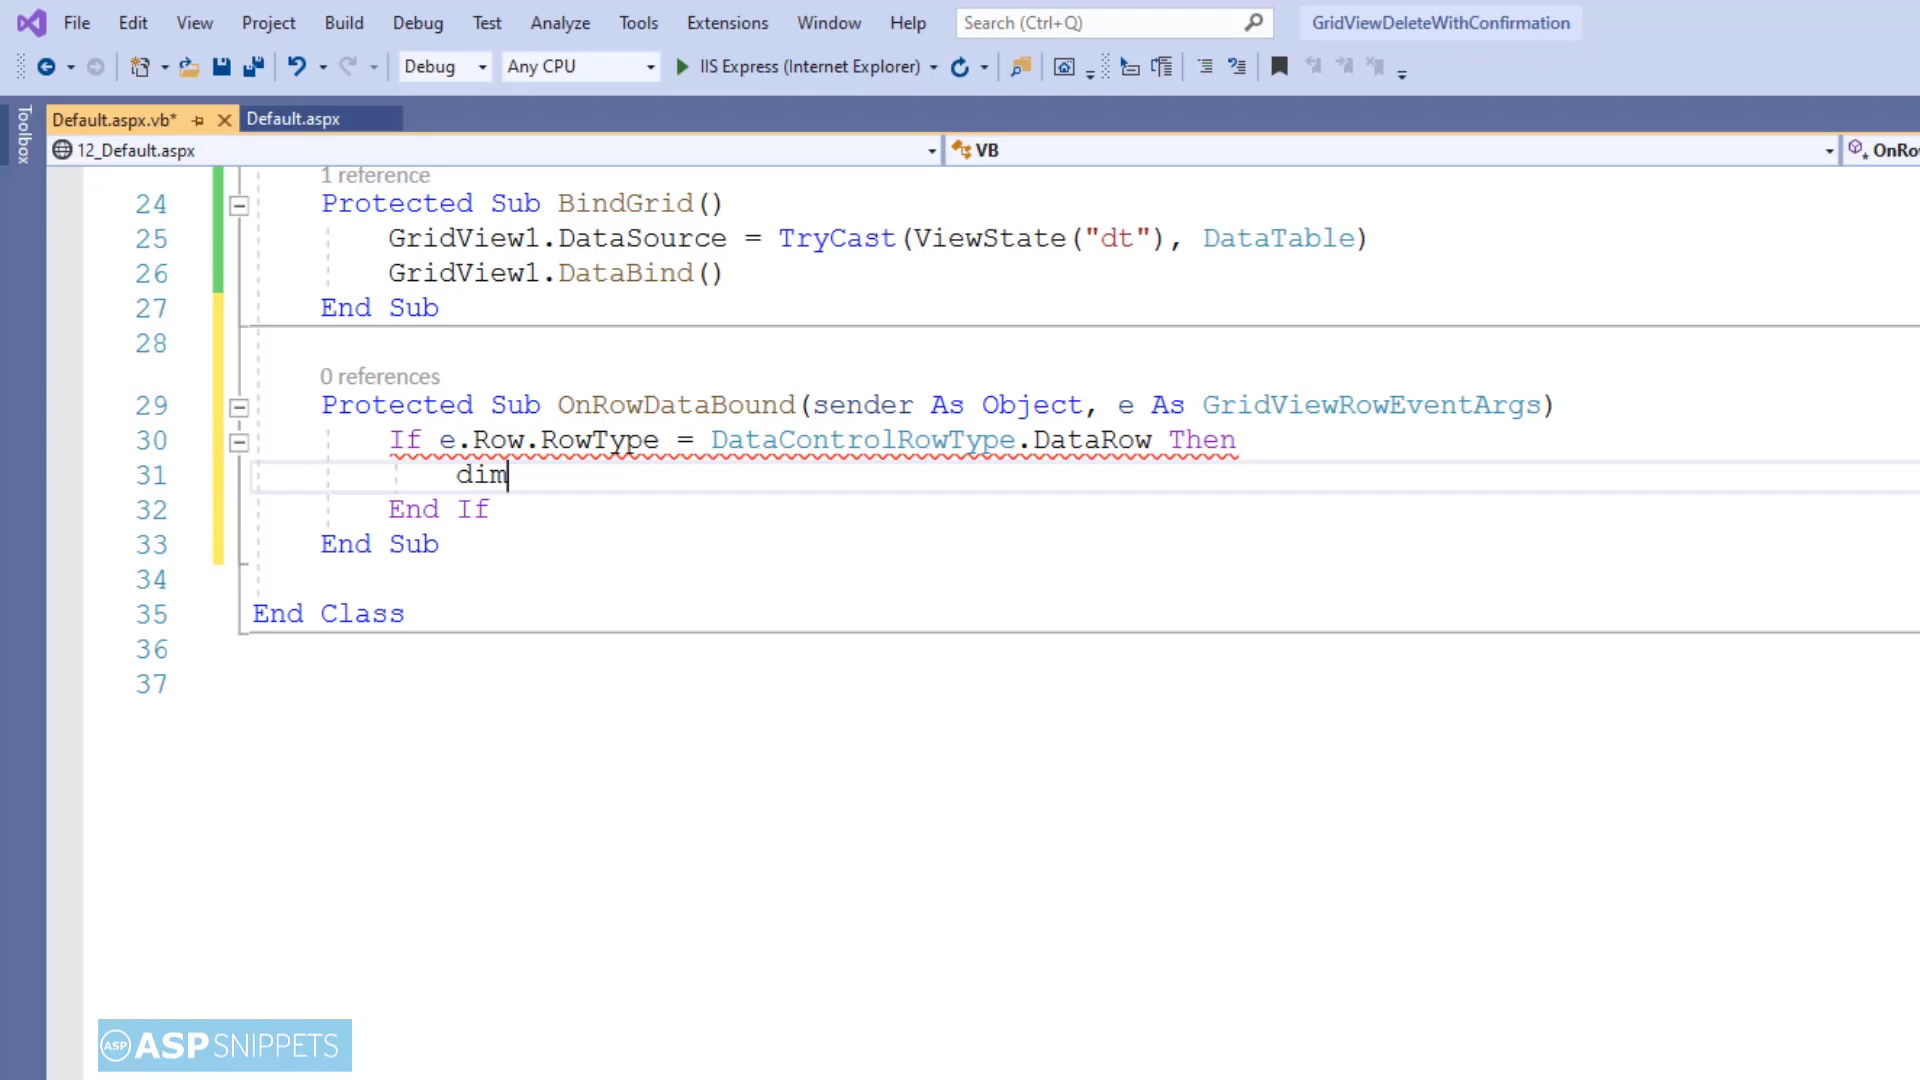 File Edit View Project Build Debug Test Analyze Tools Extensions Window Help Search (Ctrl+Q) GridViewDeleteWithConfirmation
Debug Any CPU IIS Express (Internet Explorer)
Toolbox
Default.aspx.vb* Default.aspx
12_Default.aspx VB OnRo
1 reference
24 Protected Sub BindGrid()
25 GridView1.DataSource = TryCast(ViewState("dt"), DataTable)
26 GridView1.DataBind()
27 End Sub
28
0 references
29 Protected Sub OnRowDataBound(sender As Object, e As GridViewRowEventArgs)
30 If e.Row.RowType = DataControlRowType.DataRow Then
31 dim
32 End If
33 End Sub
34
35 End Class
36
37
ASP ASPSNIPPETS